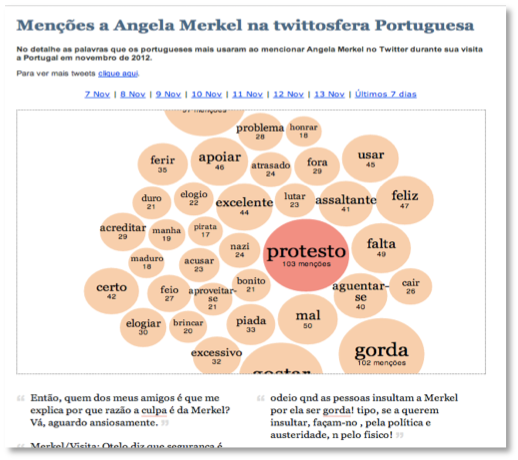 Menções a Angela Merkel na twittosfera Portuguesa
No detalhe as palavras que os portugueses mais usaram ao mencionar Angela Merkel no Twitter durante sua visita
a Portugal em novembro de 2012.
Para ver mais tweets clique aqui.
7 Nov | 8 Nov | 9 Nov | 10 Nov | 11 Nov | 12 Nov | 13 Nov | Últimos 7 dias
problema
28
honrar
18
ferir
35
apoiar
46
atrasado
24
fora
29
usar
45
duro
21
elogio
22
excelente
44
lutar
23
assaltante
41
feliz
47
acreditar
29
manha
19
pirata
17
nazi
24
protesto
103 menções
falta
49
maduro
18
acusar
23
certo
42
feio
27
aproveitar-
se
21
bonito
21
aguentar-
se
40
cair
26
elogiar
30
brincar
20
piada
33
mal
50
excessivo
32
gostar
gorda
102 menções
Então, quem dos meus amigos é que me
explica por que razão a culpa é da Merkel?
Vá, aguardo ansiosamente.
Merkel/Visita: Otelo diz que segurança é
odeio qnd as pessoas insultam a Merkel
por ela ser gorda! tipo, se a querem
insultar, façam-no , pela política e
austeridade, n pelo fisico!